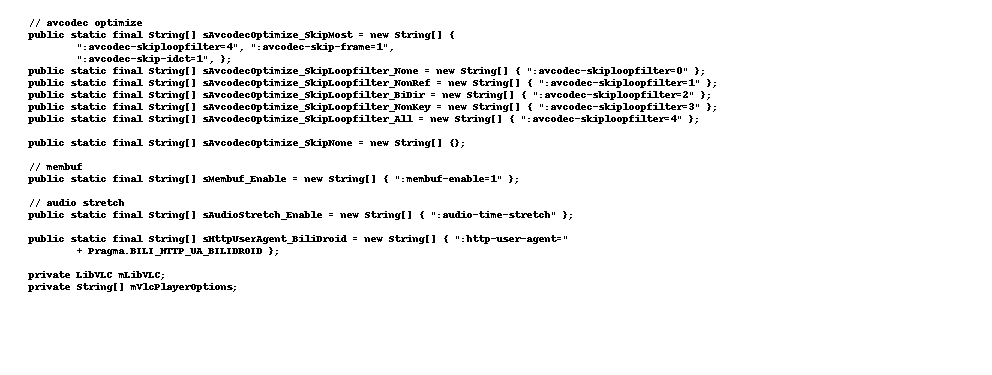 // avcodec optimize
public static final String[] sAvcodecOptimize_SkipMost = new String[] {
":avcodec-skiploopfilter=4", ":avcodec-skip-frame=1",
":avcodec-skip-idct=1", };
public static final String[] sAvcodecOptimize_SkipLoopfilter_None = new String[] { ":avcodec-skiploopfilter=0" };
public static final String[] sAvcodecOptimize_SkipLoopfilter_NonRef = new String[] { ":avcodec-skiploopfilter=1" };
public static final String[] sAvcodecOptimize_SkipLoopfilter_BiDir = new String[] { ":avcodec-skiploopfilter=2" };
public static final String[] sAvcodecOptimize_SkipLoopfilter_NonKey = new String[] { ":avcodec-skiploopfilter=3" };
public static final String[] sAvcodecOptimize_SkipLoopfilter_All = new String[] { ":avcodec-skiploopfilter=4" };
public static final String[] sAvcodecOptimize_SkipNone = new String[] {};
// membuf
public static final String[] sMembuf_Enable = new String[] { ":membuf-enable=1" };
// audio stretch
public static final String[] sAudioStretch_Enable = new String[] { ":audio-time-stretch" };
public static final String[] sHttpUserAgent_BiliDroid = new String[] { ":http-user-agent="
+ Pragma.BILI_HTTP_UA_BILIDROID };
private LibVLC mLibVLC;
private String[] mVlcPlayerOptions;